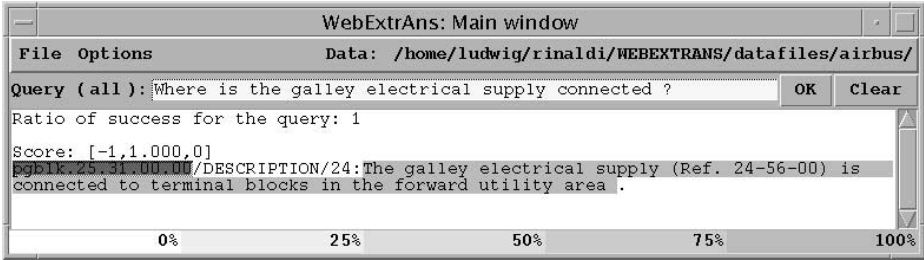 WebExtrAns: Main window
File Options Data: /home/ludwig/rinaldi/WEBEXTRANS/datafiles/airbus/
Query (all): Where is the galley electrical supply connected ? OK Clear
Ratio of success for the query: 1
Score: [-1,1.000,0]
pgblk.25.31.00.00/DESCRIPTION/24:The galley electrical supply (Ref. 24-56-00) is
connected to terminal blocks in the forward utility area .
0% 25% 50% 75% 100%